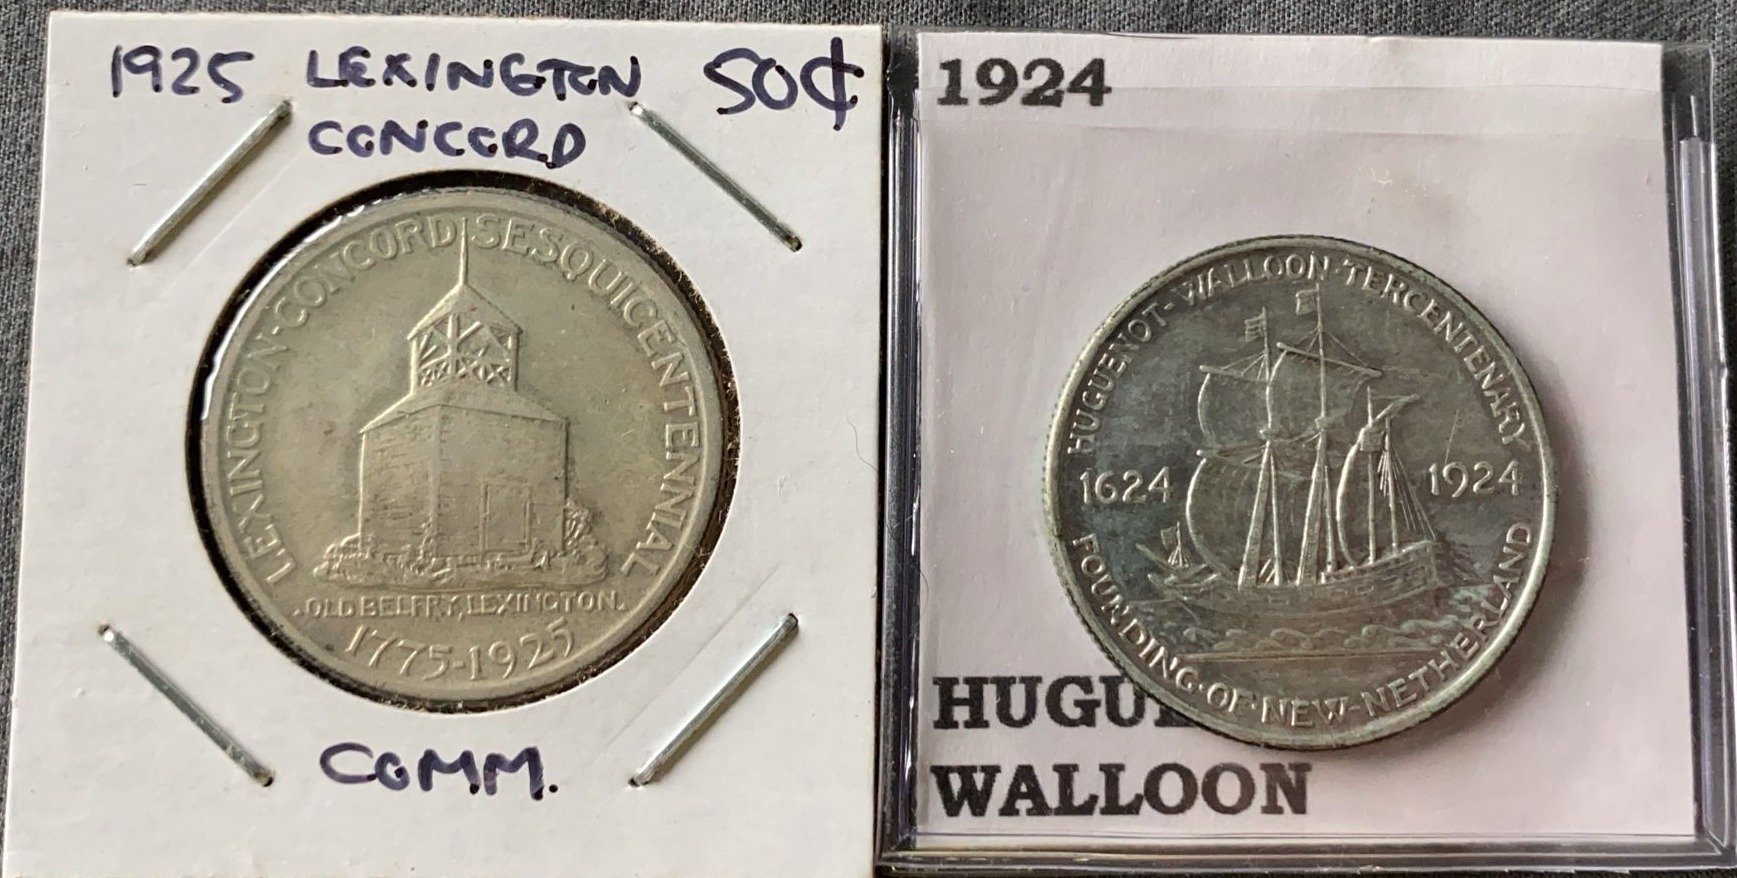 1925 LEXINGTON 50¢
CONCORD
LEXINGTON·CONCORD SESQUICENTENNIAL
OLD BELFRY, LEXINGTON.
1775-1925
COMM.
1924
HUGUENOT-WALLOON·TERCENTENARY
1624 1924
FOUNDING·OF·NEW-NETHERLAND
WALLOON